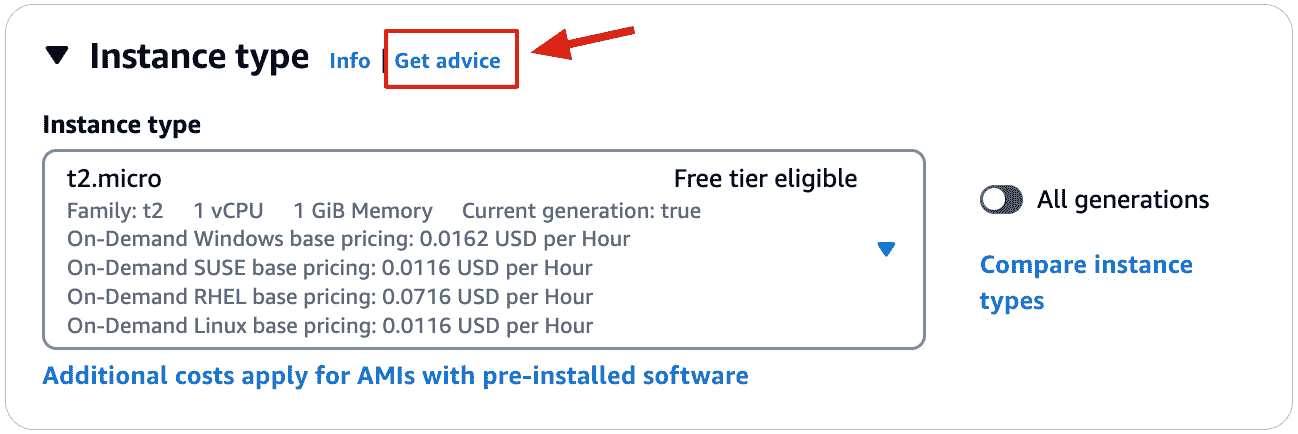 Instance type Info Get advice
Instance type
t2.micro Free tier eligible
Family: t2 1 vCPU 1 GiB Memory Current generation: true
On-Demand Windows base pricing: 0.0162 USD per Hour
On-Demand SUSE base pricing: 0.0116 USD per Hour
On-Demand RHEL base pricing: 0.0716 USD per Hour
On-Demand Linux base pricing: 0.0116 USD per Hour
All generations
Compare instance
types
Additional costs apply for AMIs with pre-installed software